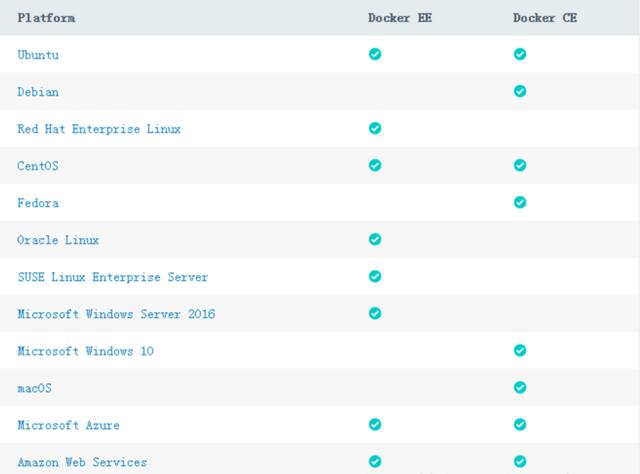 Platform Docker EE Docker CE
Ubuntu
Debian
Red Hat Enterprise Linux
CentOS
Fedora
Oracle Linux
SUSE Linux Enterprise Server
Microsoft Windows Server 2016
Microsoft Windows 10
macOS
Microsoft Azure
Amazon Web Services